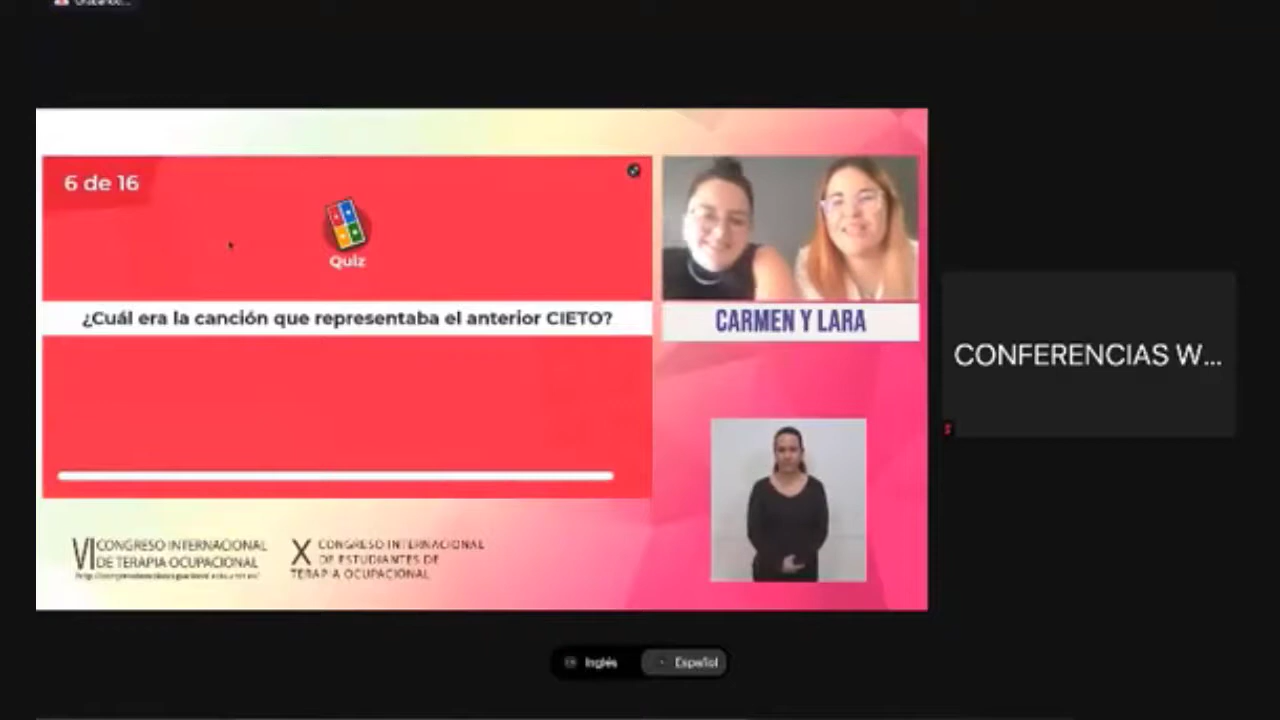 6 de 16
Quiz
¿Cuál era la canción que representaba el anterior CIETO?
CARMEN Y LARA
CONFERENCIAS W...
VI CONGRESO INTERNACIONAL
DE TERAPIA OCUPACIONAL
X CONGRESO INTERNACIONAL
DE ESTUDIANTES DE
TERAPIA OCUPACIONAL
Inglés
Español